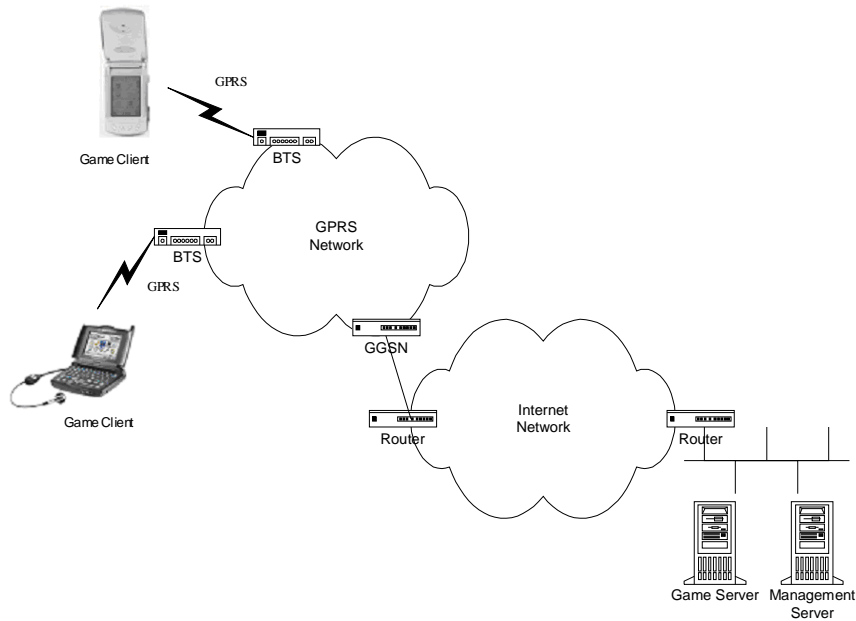 GPRS
Game Client
BTS
GPRS
Network
BTS
GPRS
GGSN
Game Client
Internet
Network
Router
Router
Game Server
Management
Server